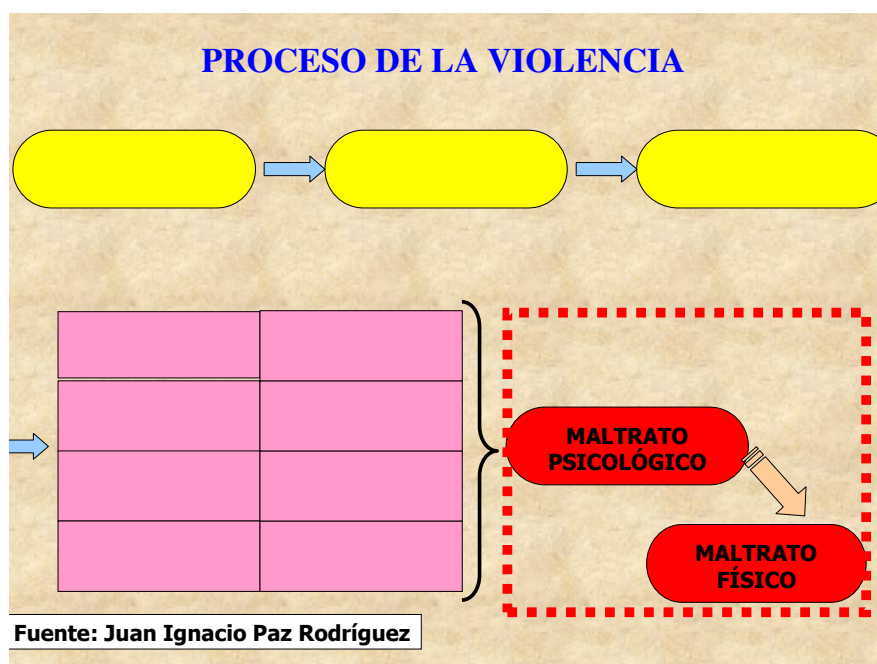 PROCESO DE LA VIOLENCIA
MALTRATO
PSICOLÓGICO
MALTRATO
FÍSICO
Fuente: Juan Ignacio Paz Rodríguez